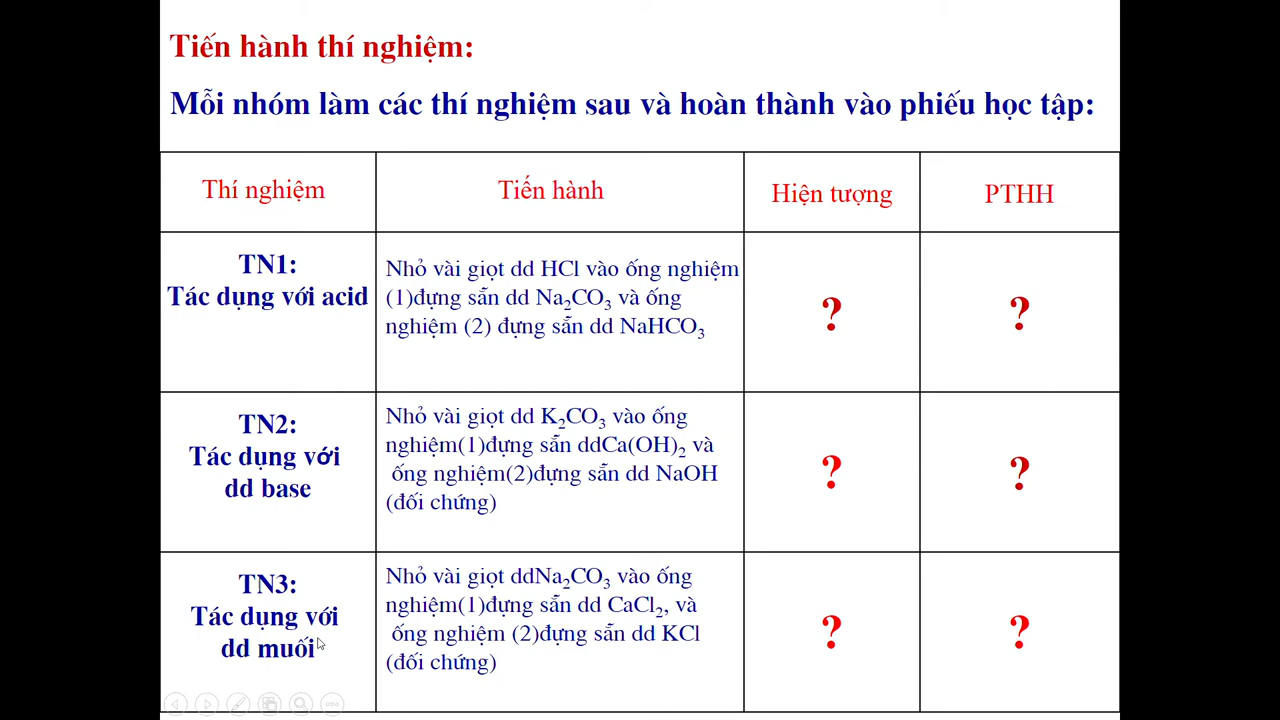 Tiến hành thí nghiệm:
Mỗi nhóm làm các thí nghiệm sau và hoàn thành vào phiếu học tập:
Thí nghiệm
Tiến hành
Hiện tượng
PTHH
TN1:
Tác dụng với acid
Nhỏ vài giọt dd HCl vào ống nghiệm
(1)đựng sẵn dd Na₂CO₃ và ống
nghiệm (2) đựng sẵn dd NaHCO₃
?
?
TN2:
Tác dụng với
dd base
Nhỏ vài giọt dd K₂CO₃ vào ống
nghiệm(1)đựng sẵn ddCa(OH)₂ và
ống nghiệm(2)đựng sẵn dd NaOH
(đối chứng)
?
?
TN3:
Tác dụng với
dd muối
Nhỏ vài giọt ddNa₂CO₃ vào ống
nghiệm(1)đựng sẵn dd CaCl₂, và
ống nghiệm (2)đựng sẵn dd KCl
(đối chứng)
?
?